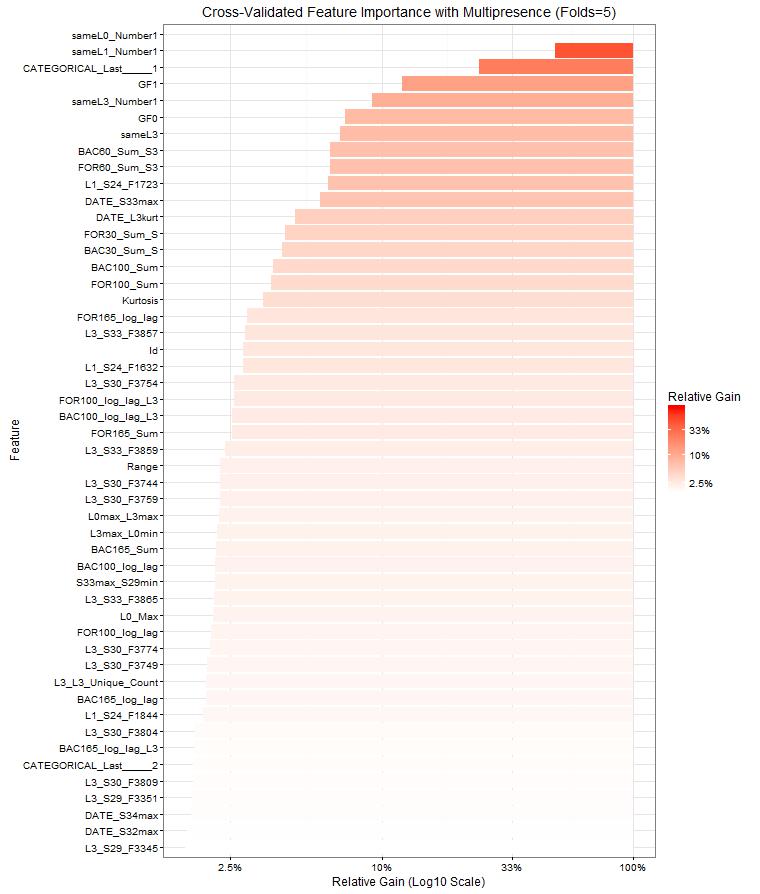 Cross-Validated Feature Importance with Multipresence (Folds=5)
sameL0_Number1
sameL1_Number1
CATEGORICAL_Last_____1
GF1
sameL3_Number1
GF0
sameL3
BAC60_Sum_S3
FOR60_Sum_S3
L1_S24_F1723
DATE_S33max
DATE_L3kurt
FOR30_Sum_S
BAC30_Sum_S
BAC100_Sum
FOR100_Sum
Kurtosis
FOR165_log_lag
L3_S33_F3857
Id
L1_S24_F1632
L3_S30_F3754
FOR100_log_lag_L3
BAC100_log_lag_L3
FOR165_Sum
L3_S33_F3859
Range
L3_S30_F3744
L3_S30_F3759
L0max_L3max
L3max_L0min
BAC165_Sum
BAC100_log_lag
S33max_S29min
L3_S33_F3865
L0_Max
FOR100_log_lag
L3_S30_F3774
L3_S30_F3749
L3_L3_Unique_Count
BAC165_log_lag
L1_S24_F1844
L3_S30_F3804
BAC165_log_lag_L3
CATEGORICAL_Last_____2
L3_S30_F3809
L3_S29_F3351
DATE_S34max
DATE_S32max
L3_S29_F3345
Feature
2.5%
10%
33%
100%
Relative Gain (Log10 Scale)
Relative Gain
33%
10%
2.5%